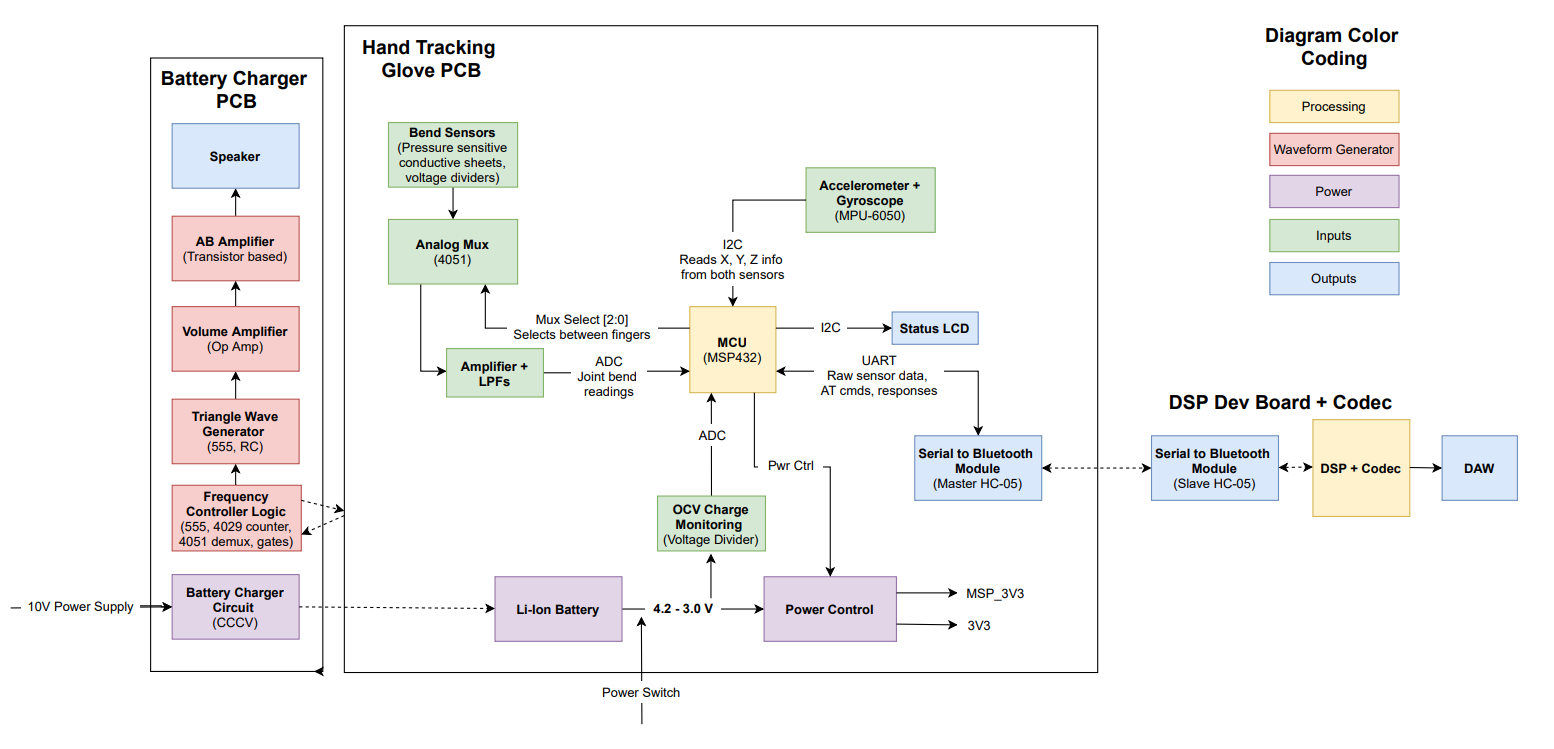 Battery Charger
PCB
Speaker
AB Amplifier
(Transistor based)
Volume Amplifier
(Op Amp)
Triangle Wave
Generator
(555, RC)
Frequency
Controller Logic
(555, 4029 counter,
4051 demux, gates)
10V Power Supply
Battery Charger
Circuit
(CCCV)
Hand Tracking
Glove PCB
Bend Sensors
(Pressure sensitive
conductive sheets,
voltage dividers)
Analog Mux
(4051)
Accelerometer +
Gyroscope
(MPU-6050)
I2C
Reads X, Y, Z info
from both sensors
Mux Select [2:0]
Selects between fingers
Amplifier +
LPFs
ADC
Joint bend
readings
MCU
(MSP432)
I2C
Status LCD
UART
Raw sensor data,
AT cmds, responses
ADC
Pwr Ctrl
Serial to Bluetooth
Module
(Master HC-05)
OCV Charge
Monitoring
(Voltage Divider)
Li-Ion Battery
4.2 - 3.0 V
Power Control
MSP_3V3
3V3
Power Switch
DSP Dev Board + Codec
Serial to Bluetooth
Module
(Slave HC-05)
DSP + Codec
DAW
Diagram Color
Coding
Processing
Waveform Generator
Power
Inputs
Outputs